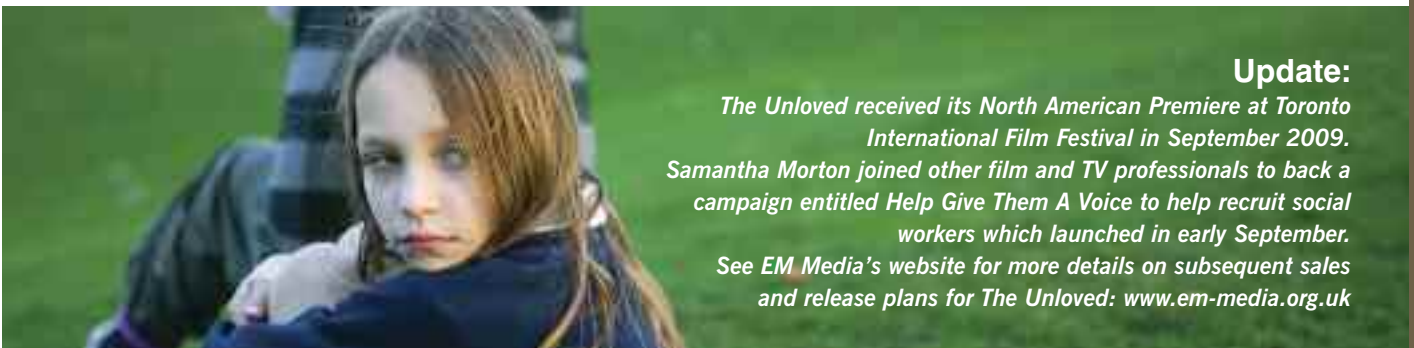 Update:
The Unloved received its North American Premiere at Toronto
International Film Festival in September 2009.
Samantha Morton joined other film and TV professionals to back a
campaign entitled Help Give Them A Voice to help recruit social
workers which launched in early September.
See EM Media's website for more details on subsequent sales
and release plans for The Unloved: www.em-media.org.uk